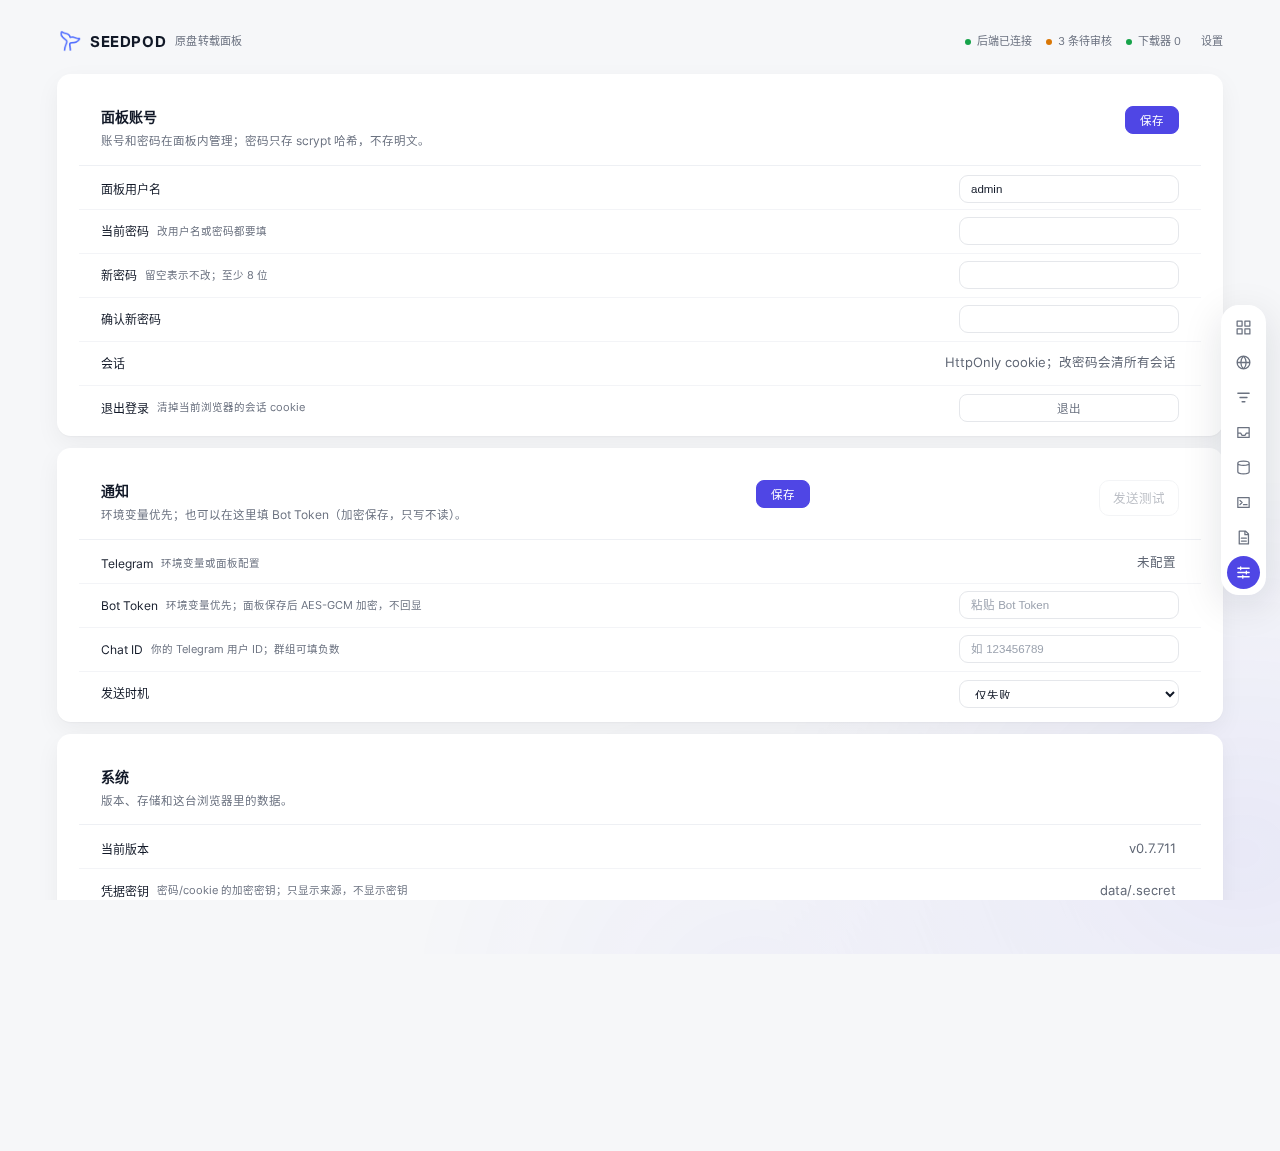 SEEDPOD 原盘转载面板 后端已连接 3 条待审核 下载器 0 设置
面板账号 保存
账号和密码在面板内管理；密码只存 scrypt 哈希，不存明文。
面板用户名 admin
当前密码 改用户名或密码都要填
新密码 留空表示不改；至少 8 位
确认新密码
会话 HttpOnly cookie；改密码会清所有会话
退出登录 清掉当前浏览器的会话 cookie 退出
通知 保存 发送测试
环境变量优先；也可以在这里填 Bot Token（加密保存，只写不读）。
Telegram 环境变量或面板配置 未配置
Bot Token 环境变量优先；面板保存后 AES-GCM 加密，不回显 粘贴 Bot Token
Chat ID 你的 Telegram 用户 ID；群组可填负数 如 123456789
发送时机 仅失败
系统
版本、存储和这台浏览器里的数据。
当前版本 v0.7.711
凭据密钥 密码/cookie 的加密密钥；只显示来源，不显示密钥 data/.secret